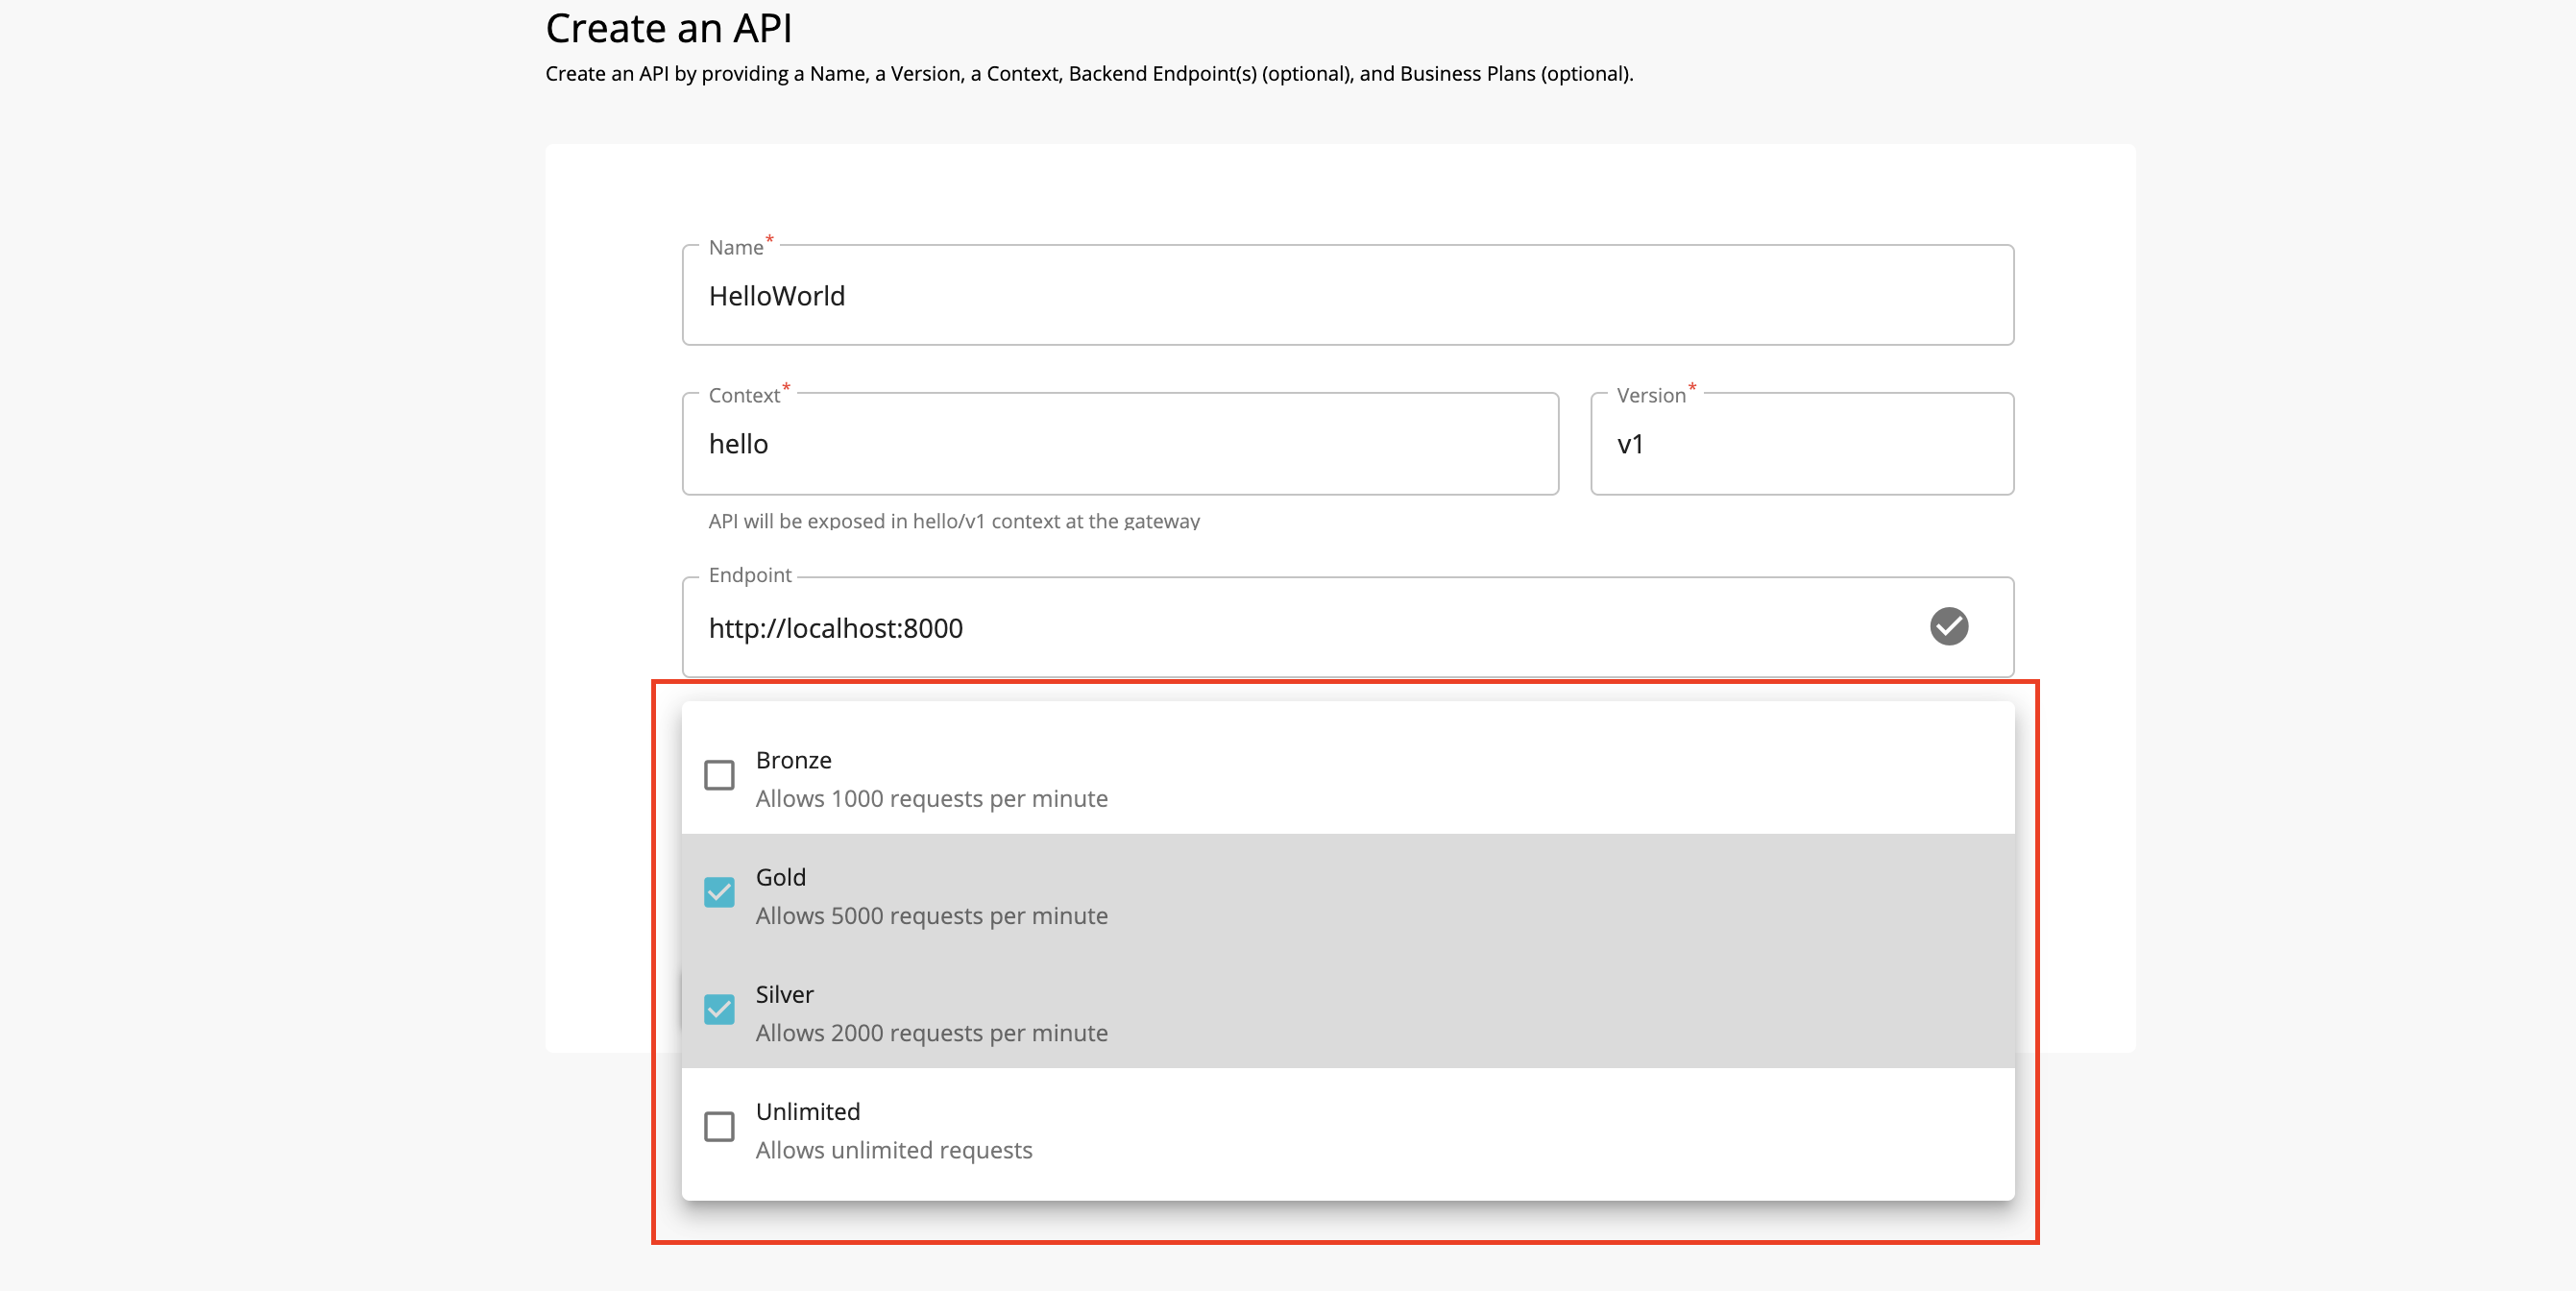 Create an API
Create an API by providing a Name, a Version, a Context, Backend Endpoint(s) (optional), and Business Plans (optional).
Name*
HelloWorld
Context*
Version*
hello
v1
API will be exposed in hello/v1 context at the gateway
Endpoint
http://localhost:8000
Bronze
Allows 1000 requests per minute
Gold
Allows 5000 requests per minute
Silver
Allows 2000 requests per minute
Unlimited
Allows unlimited requests